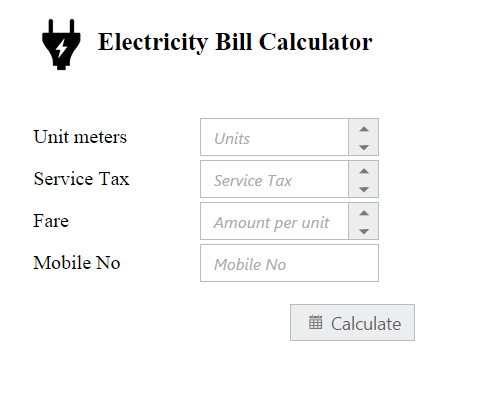 Electricity Bill Calculator
Unit meters Units
Service Tax Service Tax
Fare Amount per unit
Mobile No Mobile No
Calculate